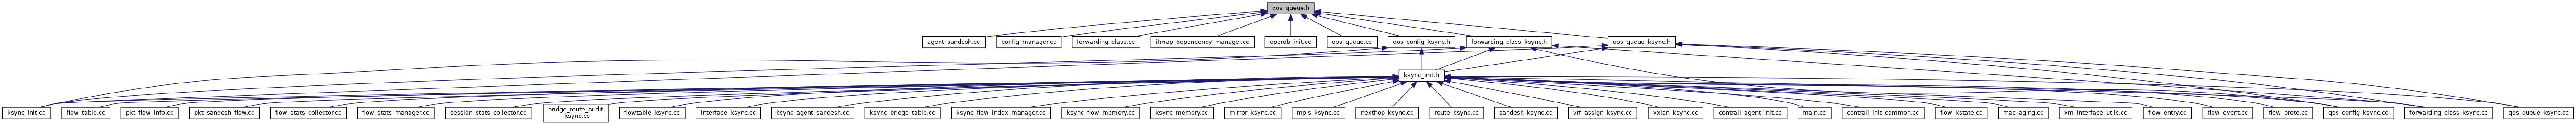 qos_queue.h
agent_sandesh.cc
config_manager.cc
forwarding_class.cc
ifmap_dependency_manager.cc
operdb_init.cc
qos_queue.cc
qos_config_ksync.h
forwarding_class_ksync.h
qos_queue_ksync.h
ksync_init.h
ksync_init.cc
flow_table.cc
pkt_flow_info.cc
pkt_sandesh_flow.cc
flow_stats_collector.cc
flow_stats_manager.cc
session_stats_collector.cc
bridge_route_audit
_ksync.cc
flowtable_ksync.cc
interface_ksync.cc
ksync_agent_sandesh.cc
ksync_bridge_table.cc
ksync_flow_index_manager.cc
ksync_flow_memory.cc
ksync_memory.cc
mirror_ksync.cc
mpls_ksync.cc
nexthop_ksync.cc
route_ksync.cc
sandesh_ksync.cc
vrf_assign_ksync.cc
vxlan_ksync.cc
contrail_agent_init.cc
main.cc
contrail_init_common.cc
flow_kstate.cc
mac_aging.cc
vm_interface_utils.cc
flow_entry.cc
flow_event.cc
flow_proto.cc
qos_config_ksync.cc
forwarding_class_ksync.cc
qos_queue_ksync.cc